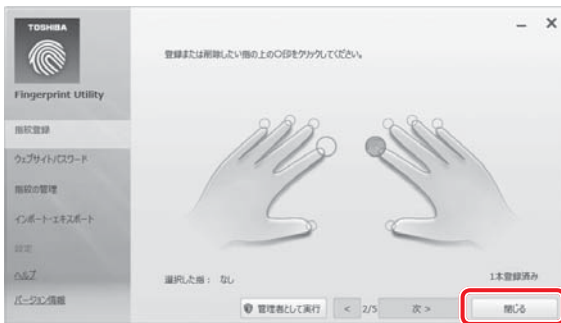 TOSHIBA
Fingerprint Utility
指紋登録
ウェブサイトパスワード
指紋の管理
インポート・エキスポート
設定
ヘルプ
バージョン情報
登録または削除したい指の上の○印をクリックしてください。
選択した指： なし
1本登録済み
管理者として実行
<
2/5
次 >
閉じる